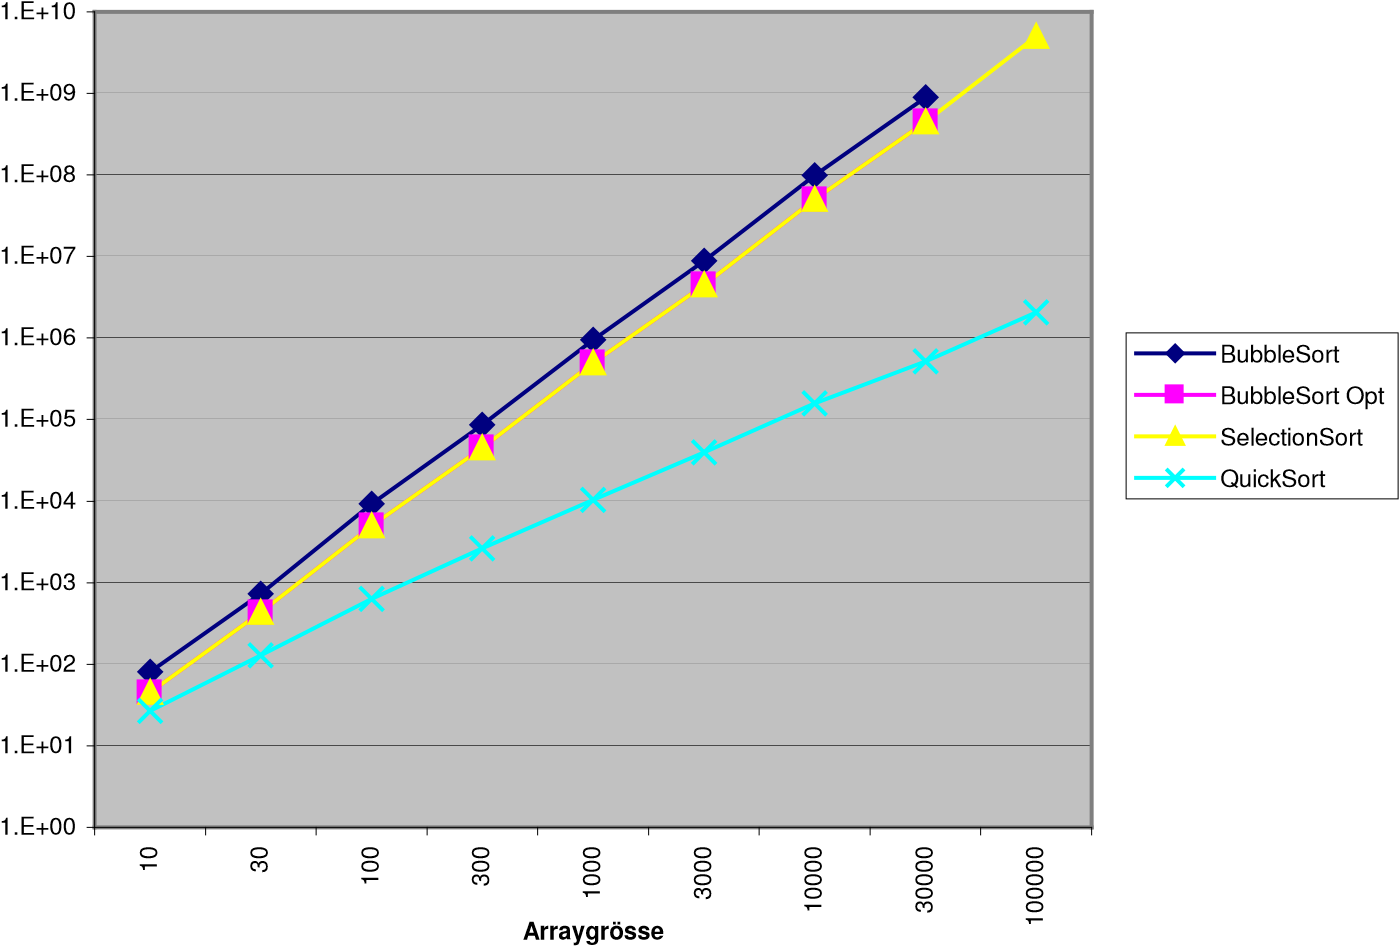 1.E+10
1.E+09
1.E+08
1.E+07
1.E+06
1.E+05
1.E+04
1.E+03
1.E+02
1.E+01
1.E+00
10
30
100
300
1000
3000
10000
30000
100000
Arraygrösse
BubbleSort
BubbleSort Opt
SelectionSort
QuickSort